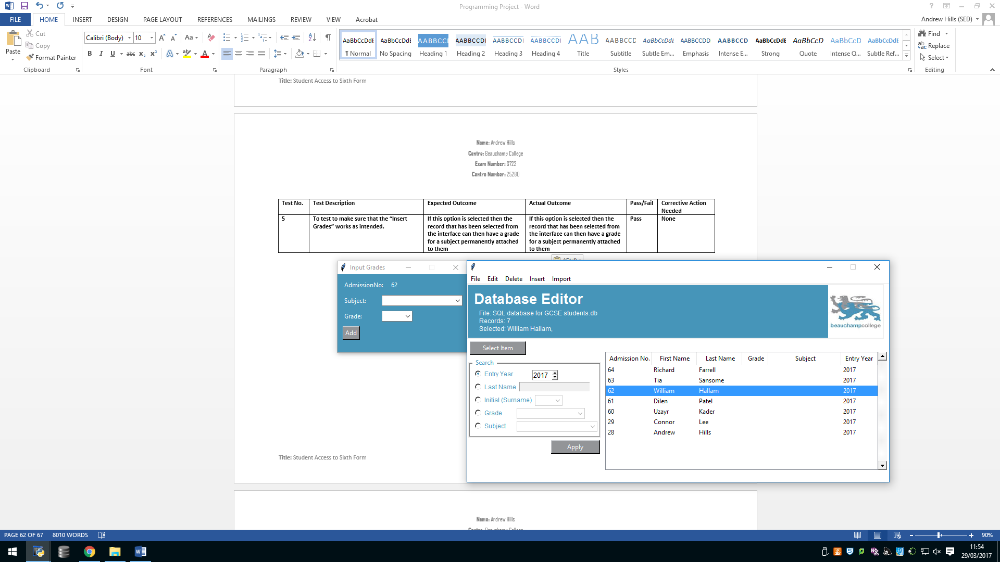 Programming Project - Word
FILE HOME INSERT DESIGN PAGE LAYOUT REFERENCES MAILINGS REVIEW VIEW Acrobat
Andrew Hills (SED)
Paste
Cut
Copy
Format Painter
Clipboard
Calibri (Body) 10
Font
Paragraph
AaBbCcDdE AaBbCcDdE AABBCCI AABBCCDI AABBCCDI AABBCCDI AAB AABBCCD AaBbCcDdE AABBCCDD AABBCCD AaBbCcDdE AaBbCcD AaBbCcD AaBbCcDdE
¶ Normal No Spacing Heading 1 Heading 2 Heading 3 Heading 4 Title Subtitle Subtle Em... Emphasis Intense E... Strong Quote Intense Q... Subtle Ref...
Styles
Find
Replace
Select
Editing
Title: Student Access to Sixth Form
Name: Andrew Hills
Centre: Beauchamp College
Exam Number: 3722
Centre Number: 25280
Test No. Test Description Expected Outcome Actual Outcome Pass/Fail Corrective Action Needed
5
To test to make sure that the “Insert
Grades” works as intended.
If this option is selected then the
record that has been selected from
the interface can then have a grade
for a subject permanently attached
to them
If this option is selected then the
record that has been selected from
the interface can then have a grade
for a subject permanently attached
to them
Pass
None
(Ctrl)
Input Grades
AdmissionNo: 62
Subject:
Grade:
Add
File Edit Delete Insert Import
Database Editor
File: SQL database for GCSE students.db
Records: 7
Selected: William Hallam,
beauchampcollege
Select Item
Search
Entry Year 2017
Last Name
Initial (Surname)
Grade
Subject
Apply
Admission No. First Name Last Name Grade Subject Entry Year
64 Richard Farrell 2017
63 Tia Sansome 2017
62 William Hallam 2017
61 Dilen Patel 2017
60 Uzayr Kader 2017
29 Connor Lee 2017
28 Andrew Hills 2017
Title: Student Access to Sixth Form
Name: Andrew Hills
Centre: Beauchamp College
PAGE 62 OF 67 8010 WORDS
90%
11:54
29/03/2017